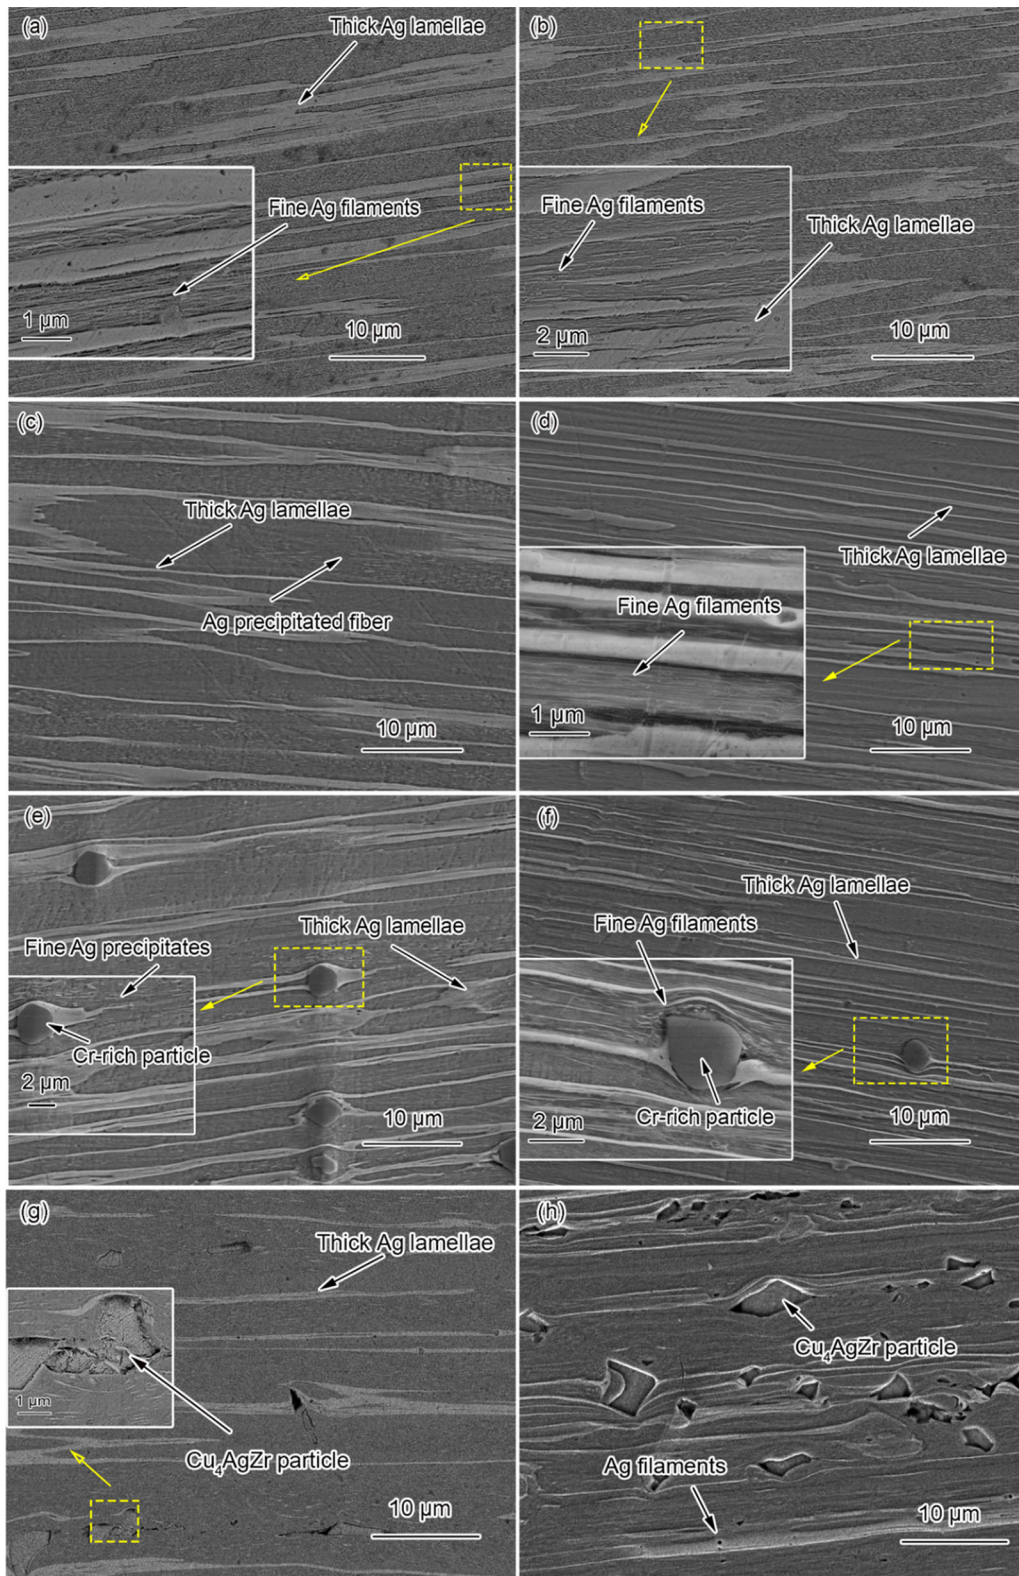 (a)
Thick Ag lamellae
Fine Ag filaments
1 μm
10 μm
(b)
Fine Ag filaments
Thick Ag lamellae
2 μm
10 μm
(c)
Thick Ag lamellae
Ag precipitated fiber
10 μm
(d)
Thick Ag lamellae
Fine Ag filaments
1 μm
10 μm
(e)
Thick Ag lamellae
Fine Ag precipitates
Cr-rich particle
2 μm
10 μm
(f)
Thick Ag lamellae
Fine Ag filaments
Cr-rich particle
2 μm
10 μm
(g)
Thick Ag lamellae
1 μm
Cu₄AgZr particle
10 μm
(h)
Cu₄AgZr particle
Ag filaments
10 μm